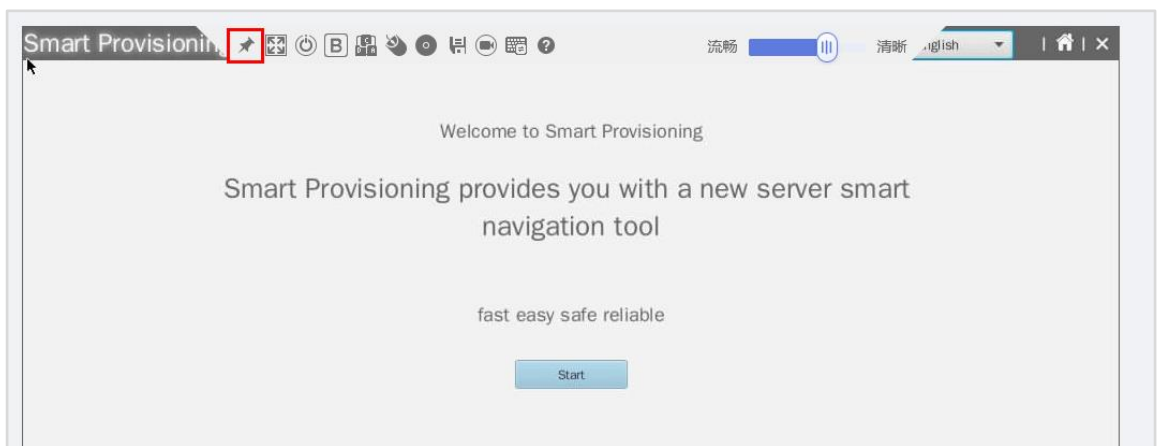 Smart Provisionin
B
流畅
清晰
glish
Welcome to Smart Provisioning
Smart Provisioning provides you with a new server smart
navigation tool
fast easy safe reliable
Start